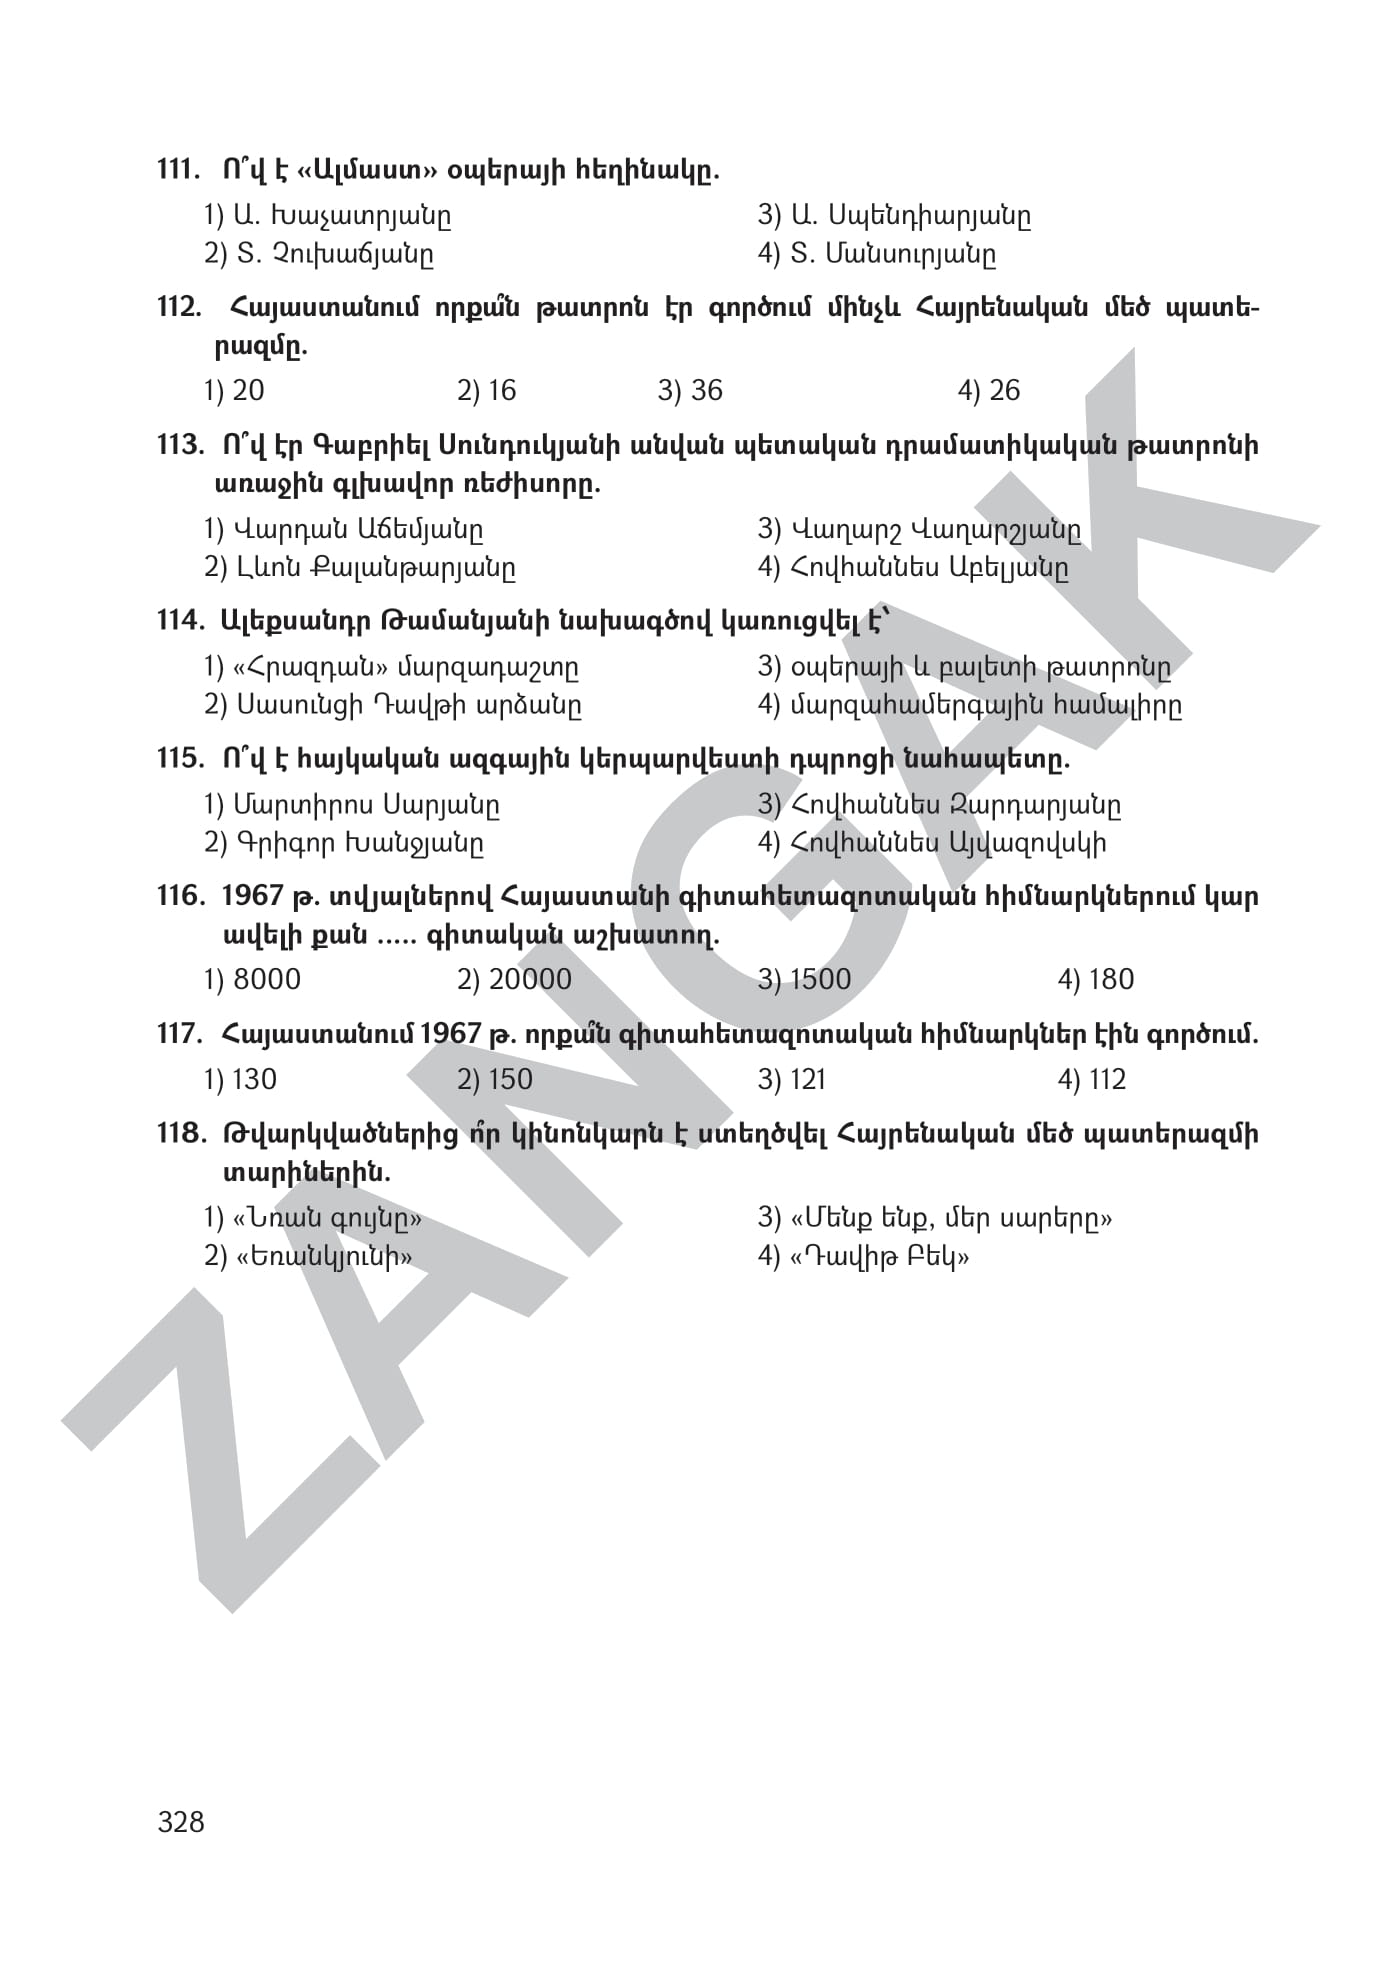 111. Ո՞վ է «Ալմաստ» օպերայի հեղինակը.
1) Ա. Խաչատրյանը 3) Ա. Սպենդիարյանը
2) Տ. Չուխաճյանը 4) Տ. Մանսուրյանը
112. Հայաստանում որքա՞ն թատրոն էր գործում մինչև Հայրենական մեծ պատե-
րազմը.
1) 20 2) 16 3) 36 4) 26
113. Ո՞վ էր Գաբրիել Սունդուկյանի անվան պետական դրամատիկական թատրոնի
առաջին գլխավոր ռեժիսորը.
1) Վարդան Աճեմյանը 3) Վաղարշ Վաղարշյանը
2) Լևոն Քալանթարյանը 4) Հովհաննես Աբելյանը
114. Ալեքսանդր Թամանյանի նախագծով կառուցվել է՝
1) «Հրազդան» մարզադաշտը 3) օպերայի և բալետի թատրոնը
2) Սասունցի Դավթի արձանը 4) մարզահամերգային համալիրը
115. Ո՞վ է հայկական ազգային կերպարվեստի դպրոցի նահապետը.
1) Մարտիրոս Սարյանը 3) Հովհաննես Զարդարյանը
2) Գրիգոր Խանջյանը 4) Հովհաննես Այվազովսկի
116. 1967 թ. տվյալներով Հայաստանի գիտահետազոտական հիմնարկներում կար
ավելի քան ..... գիտական աշխատող.
1) 8000 2) 20000 3) 1500 4) 180
117. Հայաստանում 1967 թ. որքա՞ն գիտահետազոտական հիմնարկներ էին գործում.
1) 130 2) 150 3) 121 4) 112
118. Թվարկվածներից ո՞ր կինոնկարն է ստեղծվել Հայրենական մեծ պատերազմի
տարիներին.
1) «Նռան գույնը» 3) «Մենք ենք, մեր սարերը»
2) «Եռանկյունի» 4) «Դավիթ Բեկ»
328
ZANGAK